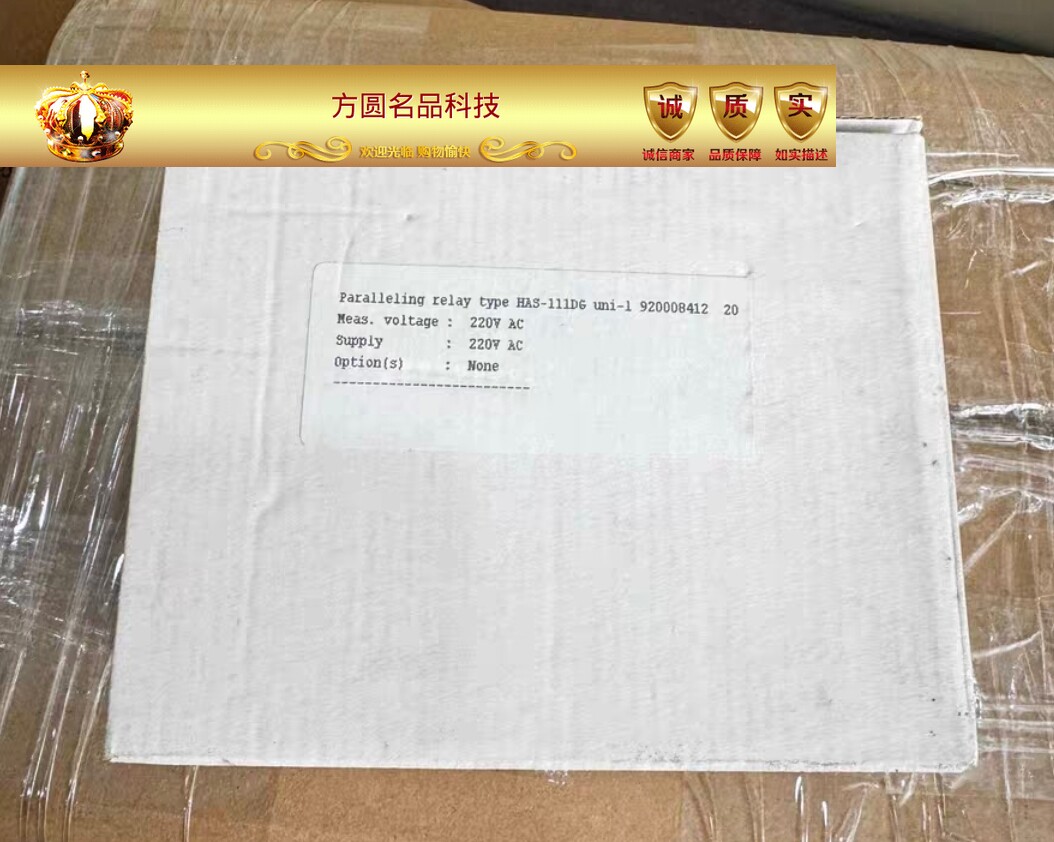 方圆名品科技
欢迎光临 购物愉快
诚 质 实
诚信商家 品质保障 如实描述
Paralleling relay type HAS-111DG uni-1 920008412 20
Meas. voltage : 220V AC
Supply : 220V AC
Option(s) : None
-------------------------